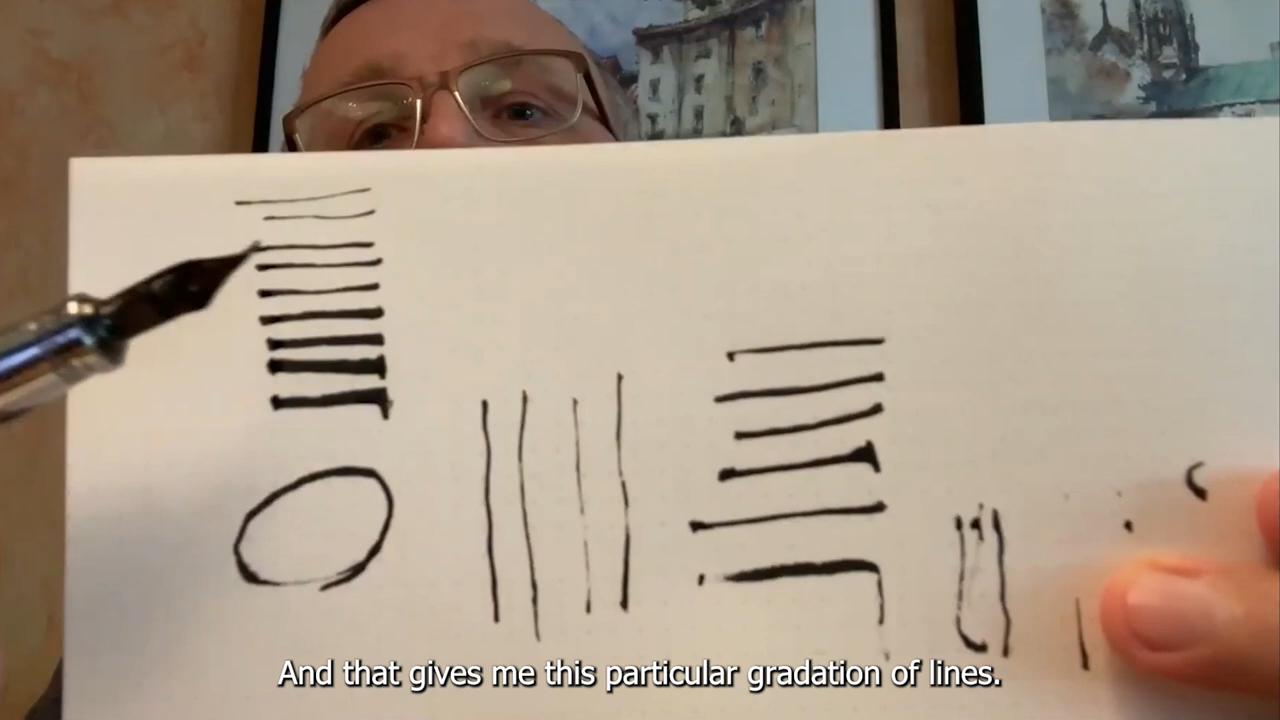 And that gives me this particular gradation of lines.